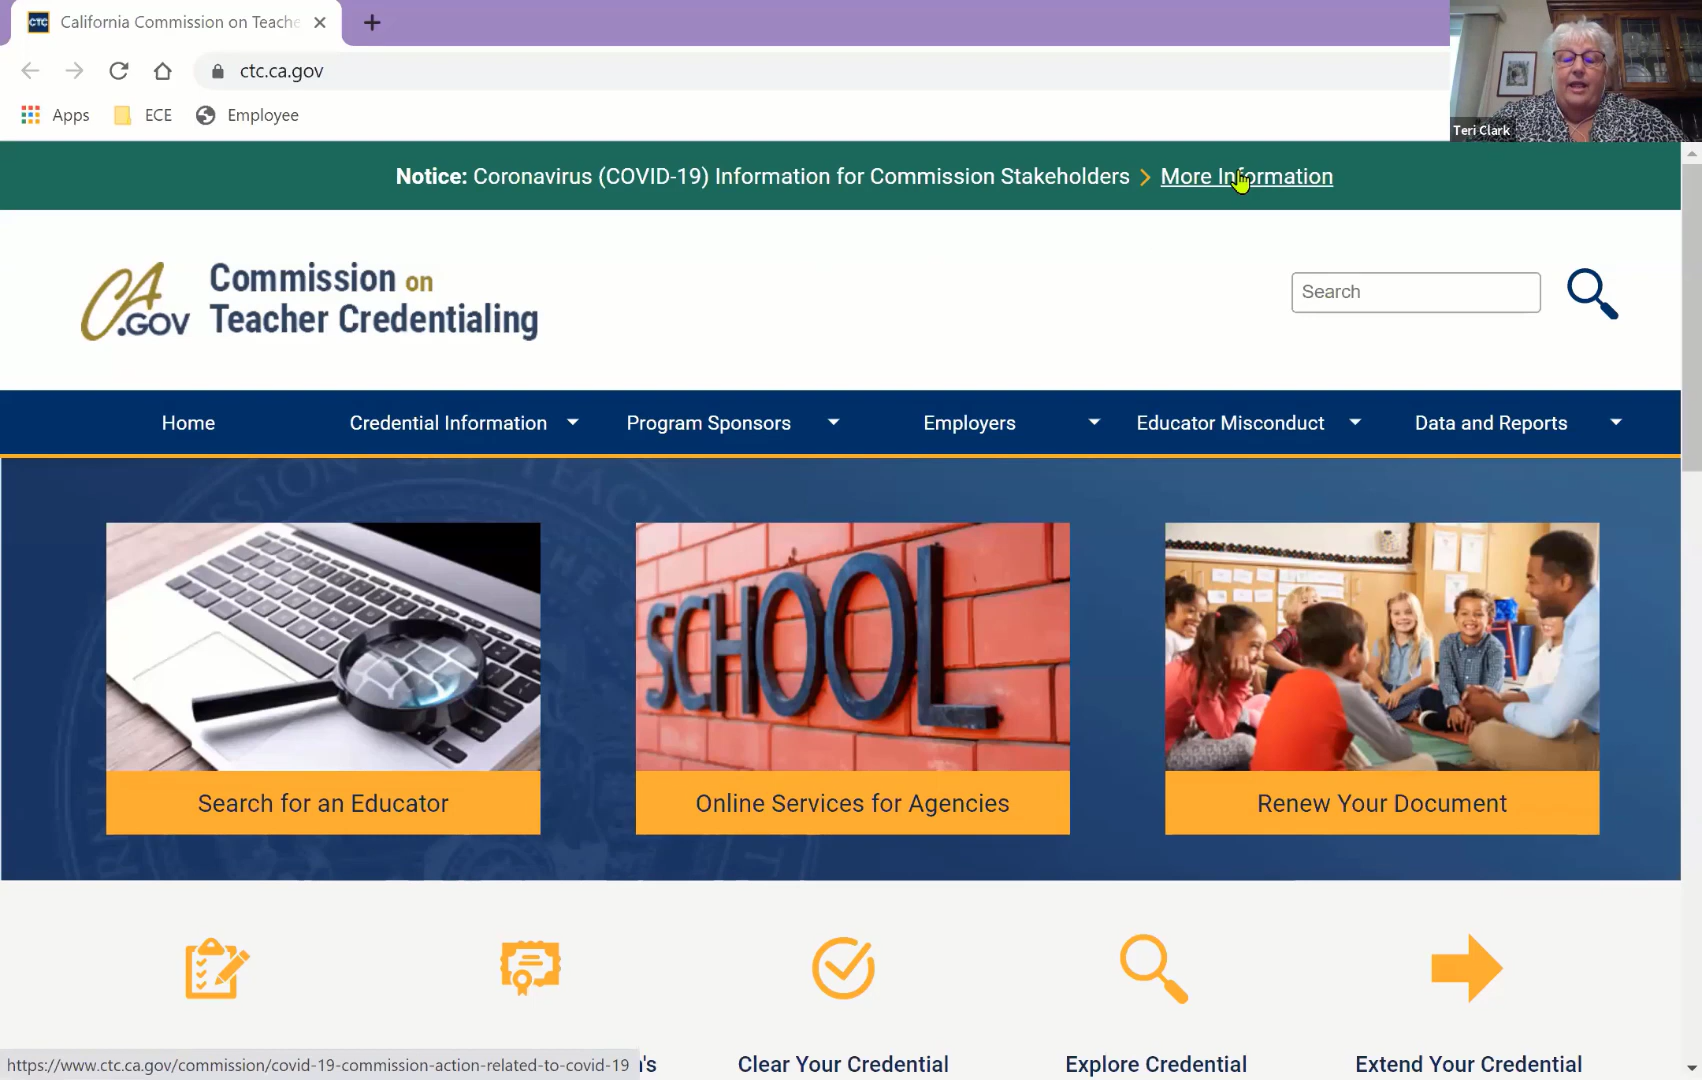 CTC California Commission on Teache
ctc.ca.gov
Apps ECE Employee
Teri Clark
Notice: Coronavirus (COVID-19) Information for Commission Stakeholders > More Information
CA.GOV
Commission on
Teacher Credentialing
Search
Home Credential Information Program Sponsors Employers Educator Misconduct Data and Reports
SCHOOL
Search for an Educator Online Services for Agencies Renew Your Document
https://www.ctc.ca.gov/commission/covid-19-commission-action-related-to-covid-19 's Clear Your Credential Explore Credential Extend Your Credential